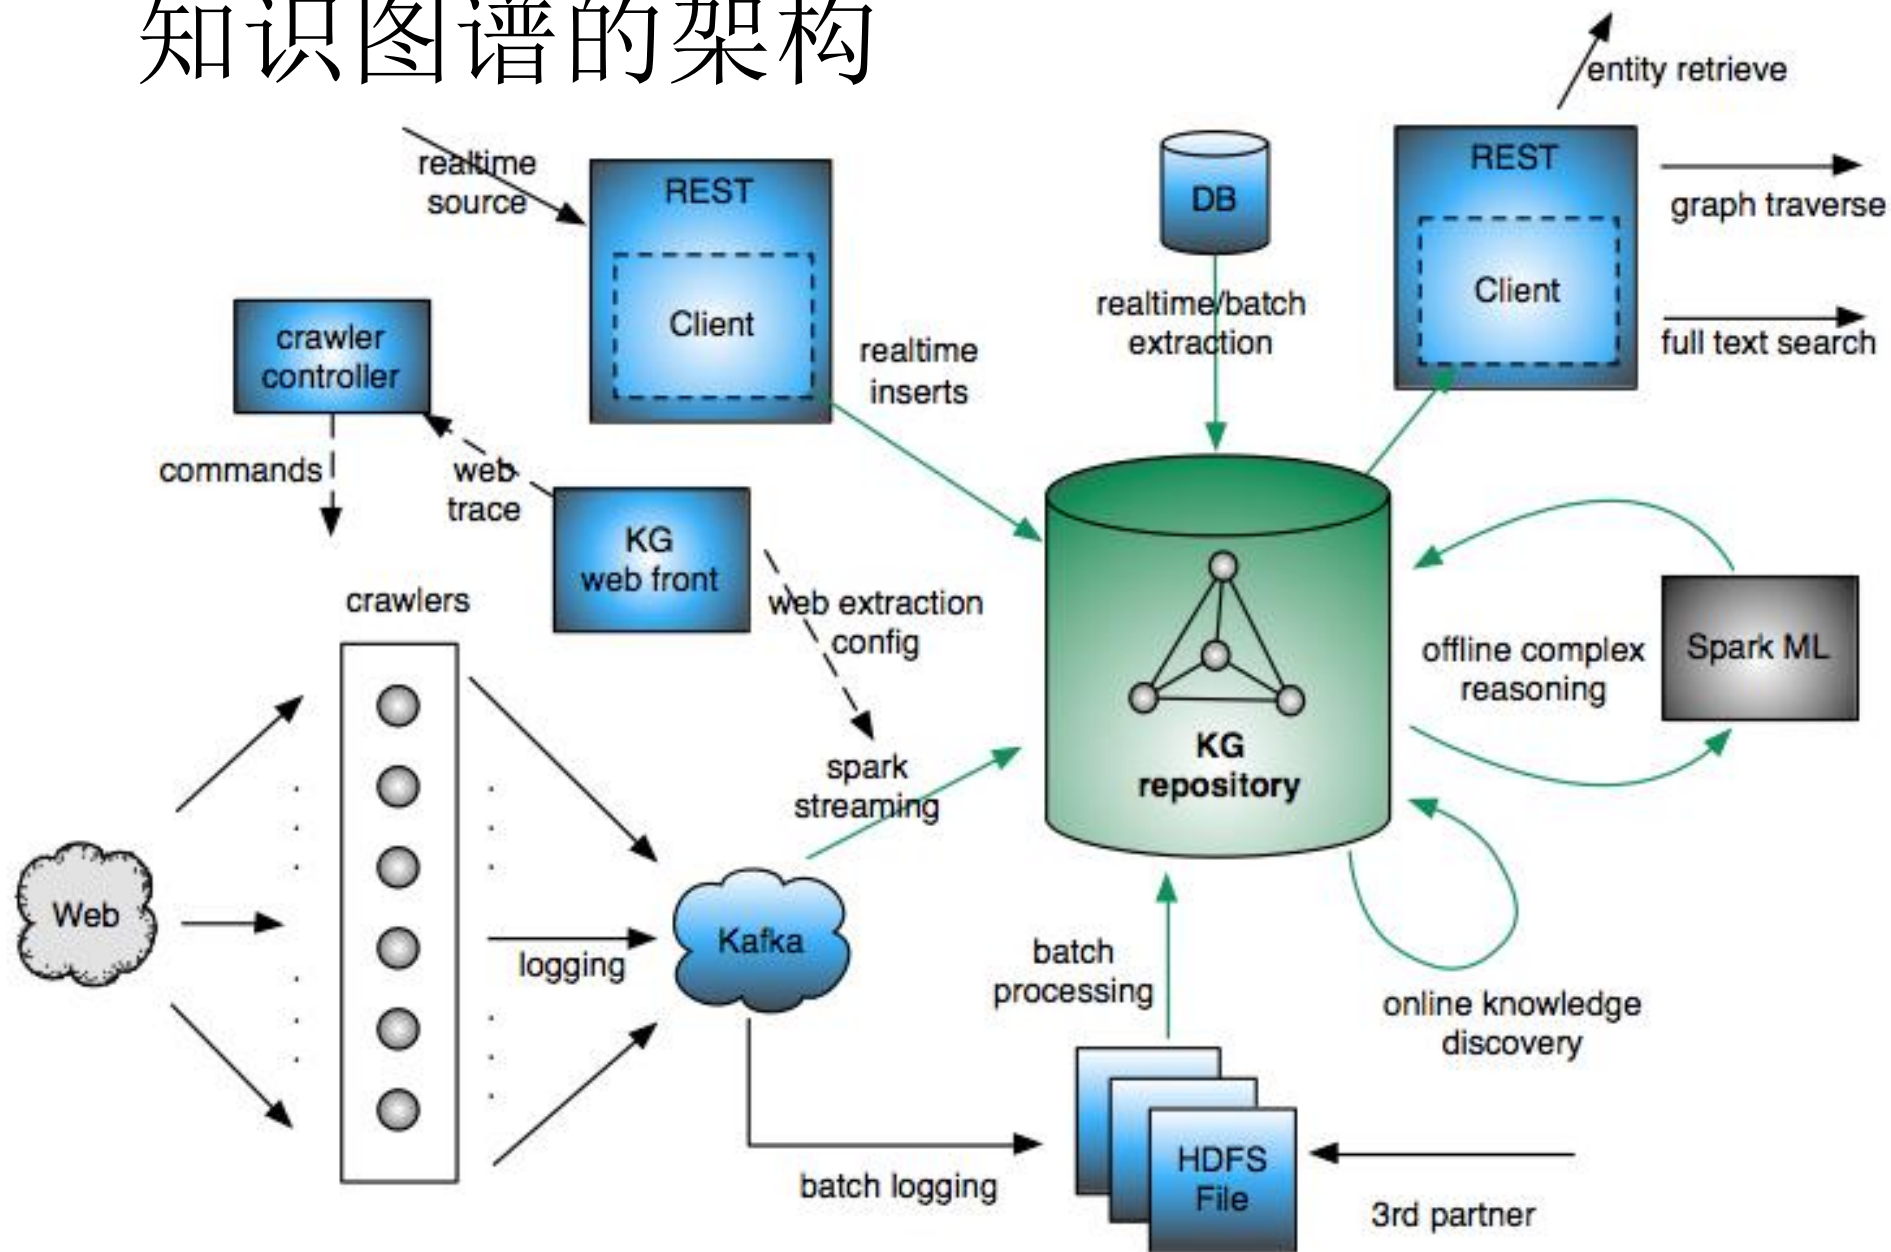 知识图谱的架构
entity retrieve
realtime
source
REST
Client
DB
REST
Client
graph traverse
full text search
realtime/batch
extraction
realtime
inserts
crawler
controller
commands
web
trace
KG
web front
web extraction
config
crawlers
spark
streaming
KG
repository
offline complex
reasoning
Spark ML
Web
logging
Kafka
batch
processing
online knowledge
discovery
batch logging
HDFS
File
3rd partner